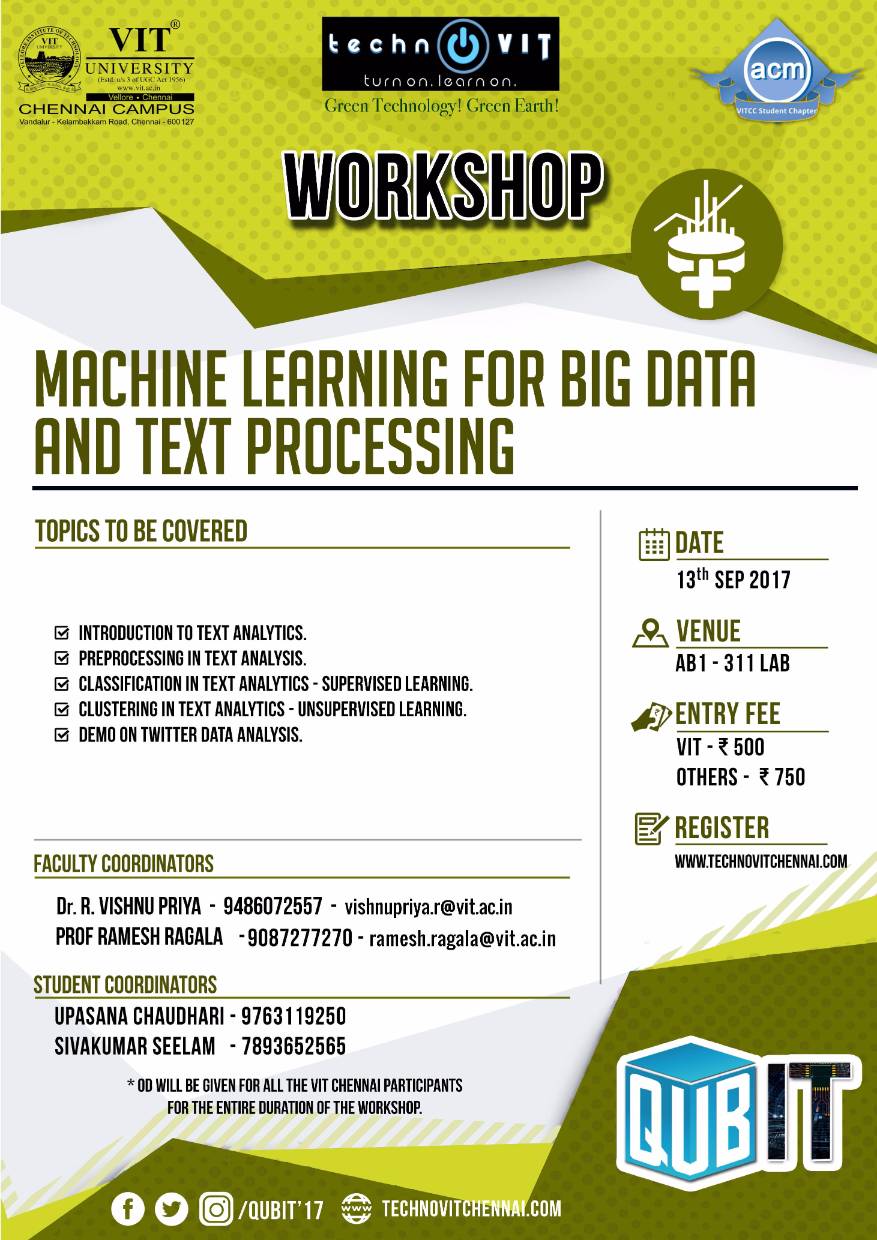 VIT®
UNIVERSITY
(Estd. u/s 3 of UGC Act 1956)
www.vit.ac.in
Vellore • Chennai
CHENNAI CAMPUS
Vandalur - Kelambakkam Road, Chennai - 600 127
VIT
UNIVERSITY
techn VIT
turn on. learn on.
Green Technology! Green Earth!
acm
VITCC Student Chapter
WORKSHOP
MACHINE LEARNING FOR BIG DATA
AND TEXT PROCESSING
TOPICS TO BE COVERED
INTRODUCTION TO TEXT ANALYTICS.
PREPROCESSING IN TEXT ANALYSIS.
CLASSIFICATION IN TEXT ANALYTICS - SUPERVISED LEARNING.
CLUSTERING IN TEXT ANALYTICS - UNSUPERVISED LEARNING.
DEMO ON TWITTER DATA ANALYSIS.
DATE
13th SEP 2017
VENUE
AB1 - 311 LAB
ENTRY FEE
VIT - ₹ 500
OTHERS - ₹ 750
REGISTER
WWW.TECHNOVITCHENNAI.COM
FACULTY COORDINATORS
Dr. R. VISHNU PRIYA - 9486072557 - vishnupriya.r@vit.ac.in
PROF RAMESH RAGALA - 9087277270 - ramesh.ragala@vit.ac.in
STUDENT COORDINATORS
UPASANA CHAUDHARI - 9763119250
SIVAKUMAR SEELAM - 7893652565
* OD WILL BE GIVEN FOR ALL THE VIT CHENNAI PARTICIPANTS
FOR THE ENTIRE DURATION OF THE WORKSHOP.
QUBIT
/QUBIT'17
www
TECHNOVITCHENNAI.COM